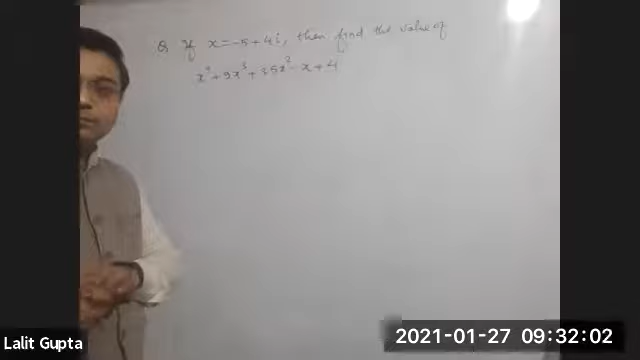 Q If x = -5 + 4i, then find the value of
x⁴ + 9x³ + 35x² - x + 4
Lalit Gupta
2021-01-27 09:32:02